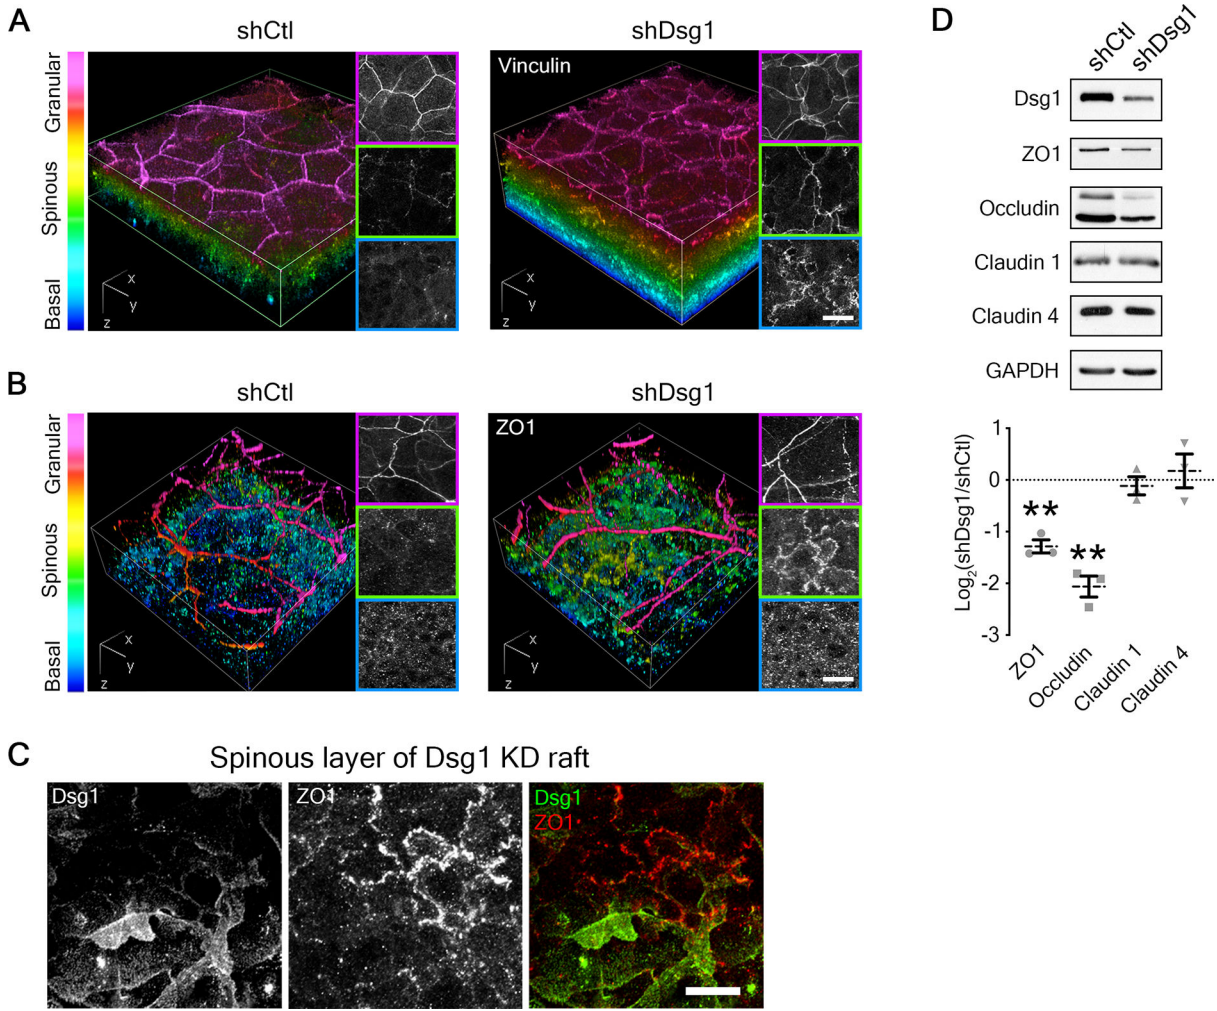 A
shCtl
shDsg1
Granular
Spinous
Basal
x
y
z
Vinculin
x
y
z
B
shCtl
shDsg1
Granular
Spinous
Basal
x
y
z
ZO1
x
y
z
C
Spinous layer of Dsg1 KD raft
Dsg1
ZO1
Dsg1
ZO1
D
shCtl
shDsg1
Dsg1
ZO1
Occludin
Claudin 1
Claudin 4
GAPDH
Log₂(shDsg1/shCtl)
1
0
-1
-2
-3
**
**
ZO1
Occludin
Claudin 1
Claudin 4